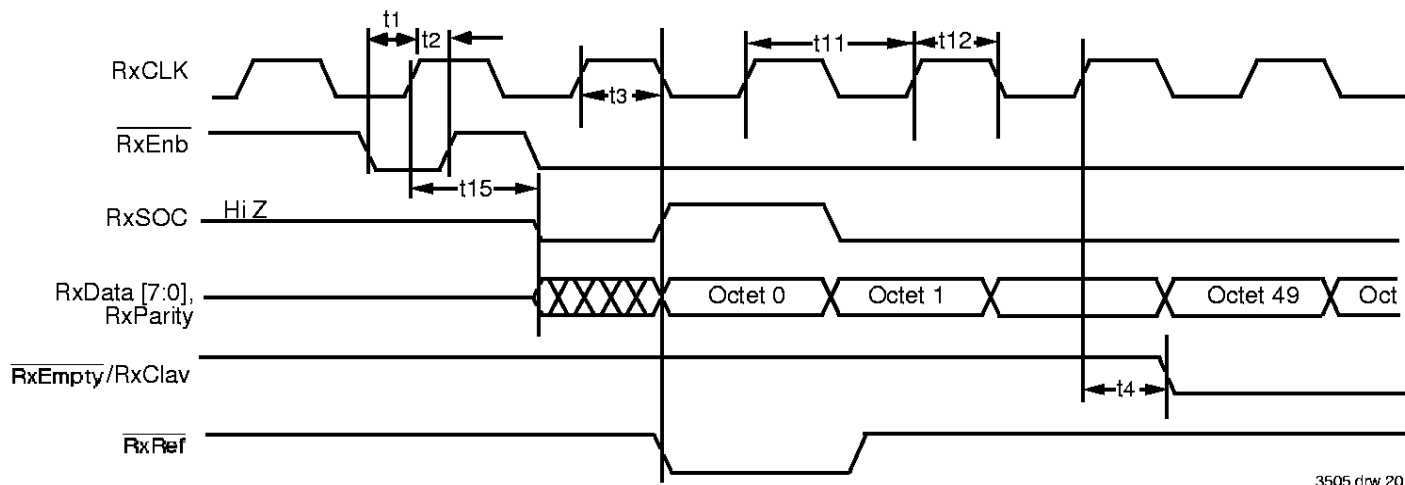 t1
t2
t11
t12
RxCLK
t3
RxEnb
t15
RxSOC
Hi Z
RxData [7:0],
RxParity
Octet 0
Octet 1
Octet 49
Oct
RxEmpty/RxClav
t4
RxRef
3505 drw 20